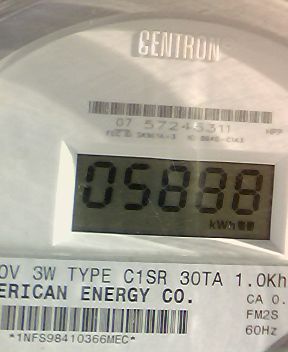 CENTRON
07 57245311
05888
kWh
0V 3W TYPE C1SR 30TA 1.0Kh
ERICAN ENERGY CO.
CA 0.
FM2S
60Hz
*1NFS98410366MEC*